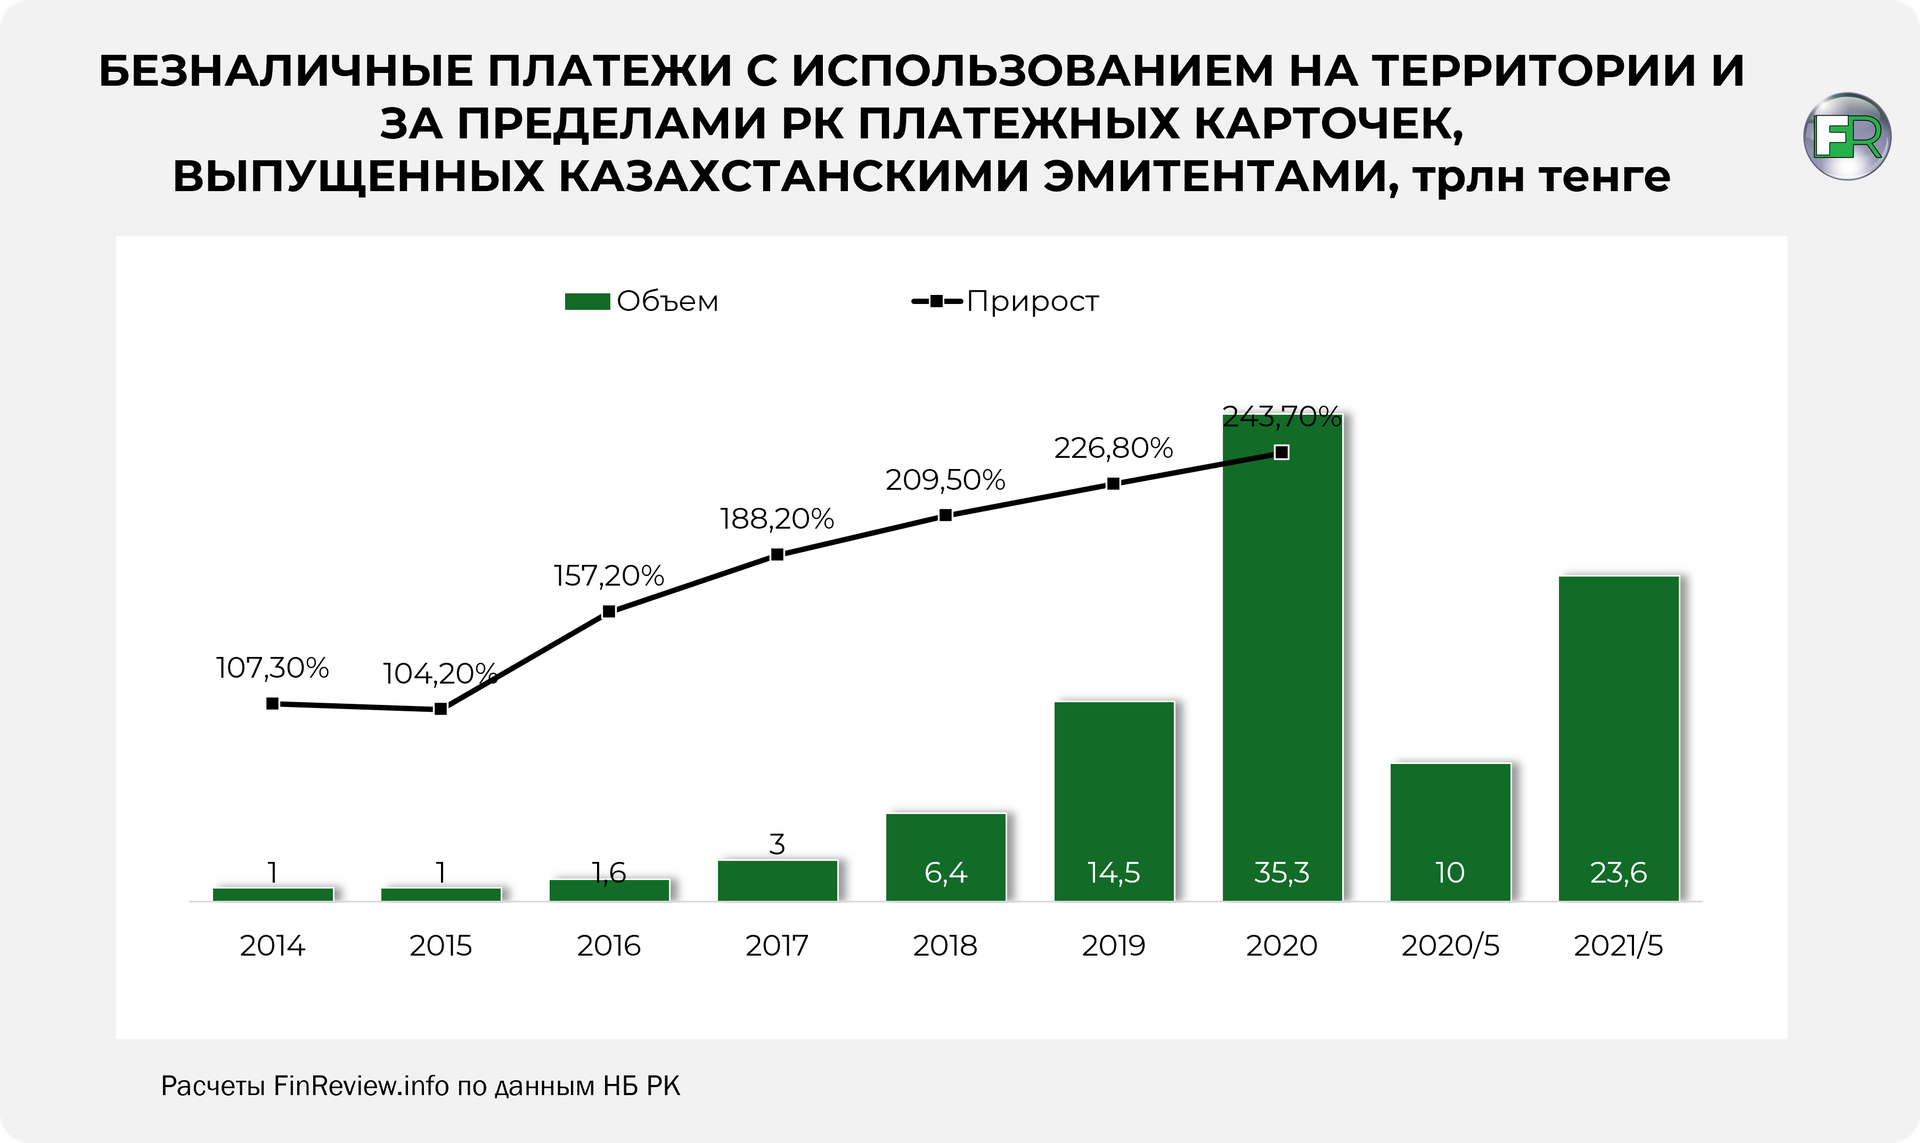 БЕЗНАЛИЧНЫЕ ПЛАТЕЖИ С ИСПОЛЬЗОВАНИЕМ НА ТЕРРИТОРИИ И
ЗА ПРЕДЕЛАМИ РК ПЛАТЕЖНЫХ КАРТОЧЕК,
ВЫПУЩЕННЫХ КАЗАХСТАНСКИМИ ЭМИТЕНТАМИ, трлн тенге
FR
Объем Прирост
243,70%
226,80%
209,50%
188,20%
157,20%
107,30% 104,20%
3
1 1 1,6 6,4 14,5 35,3 10 23,6
2014 2015 2016 2017 2018 2019 2020 2020/5 2021/5
Расчеты FinReview.info по данным НБ РК